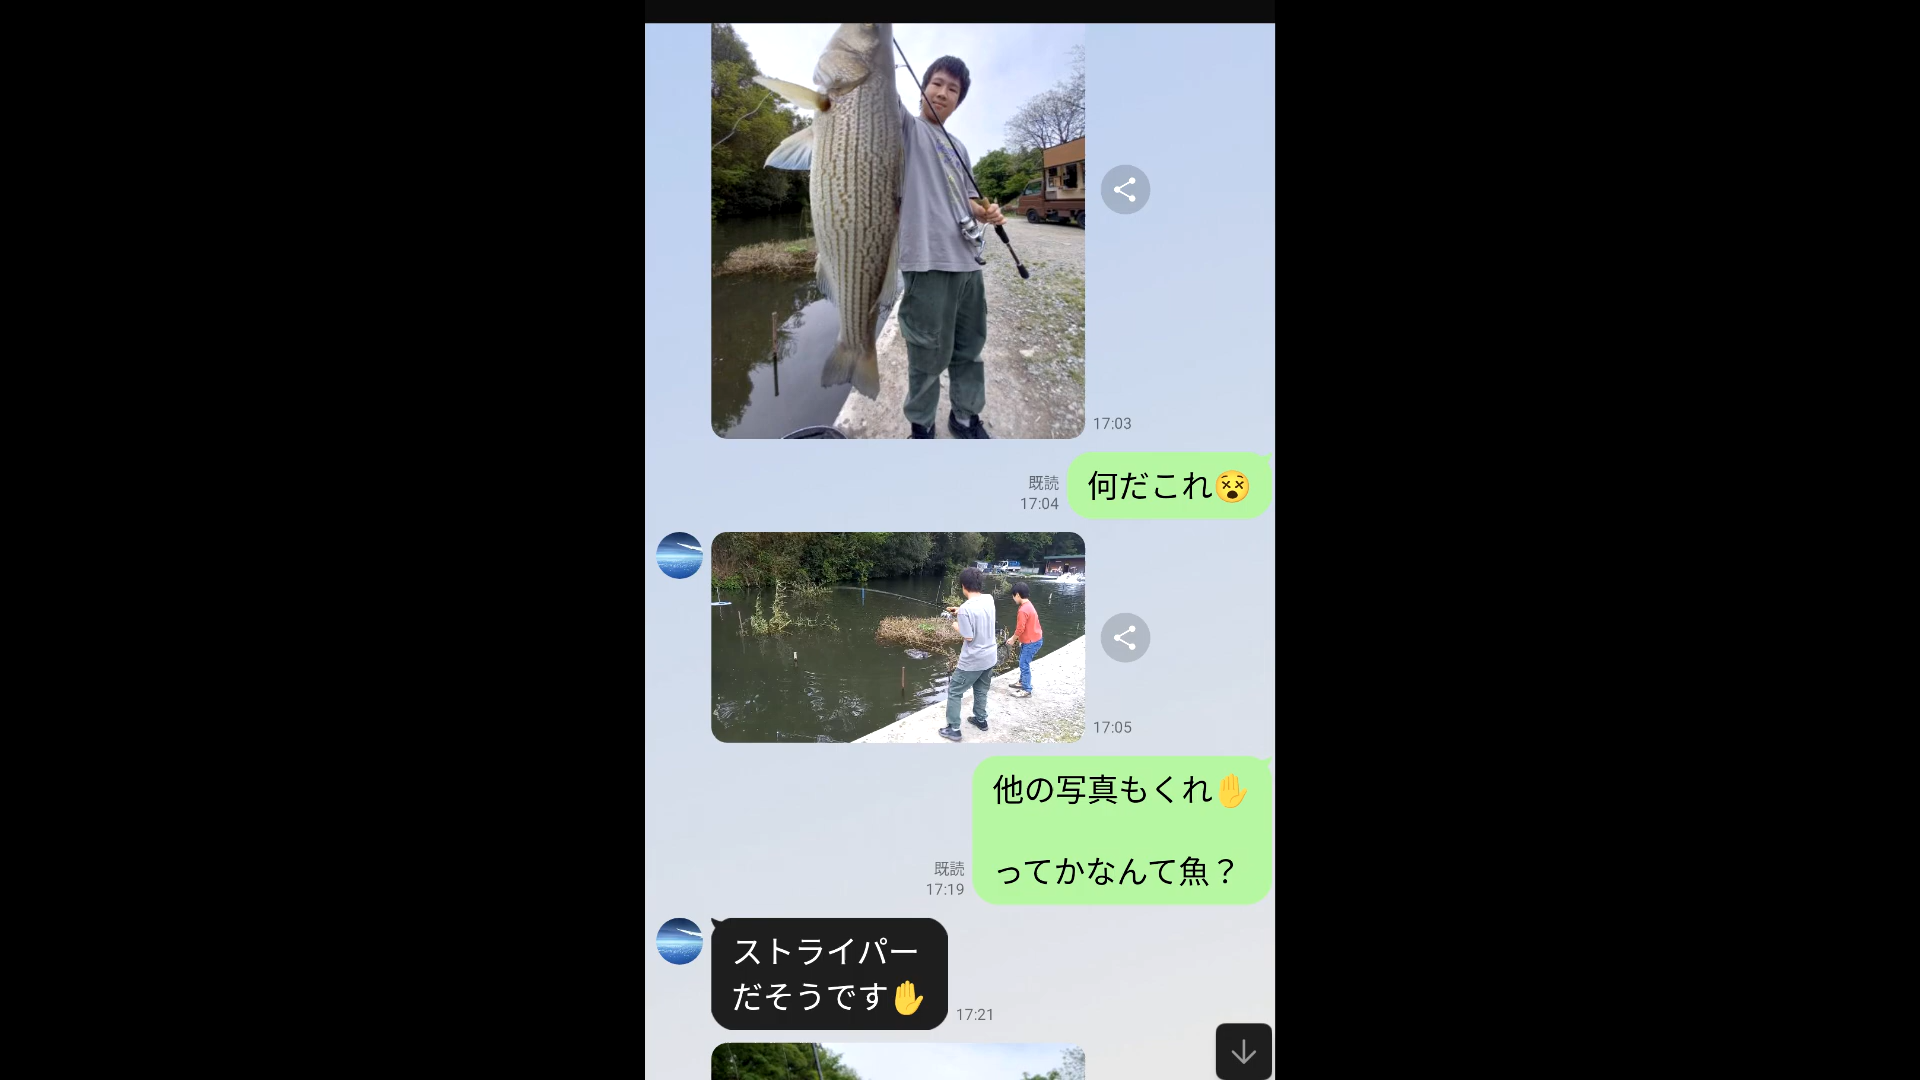 17:03
何だこれ😵
既読
17:04
17:05
他の写真もくれ✋
ってかなんて魚？
既読
17:19
ストライパー
だそうです✋
17:21